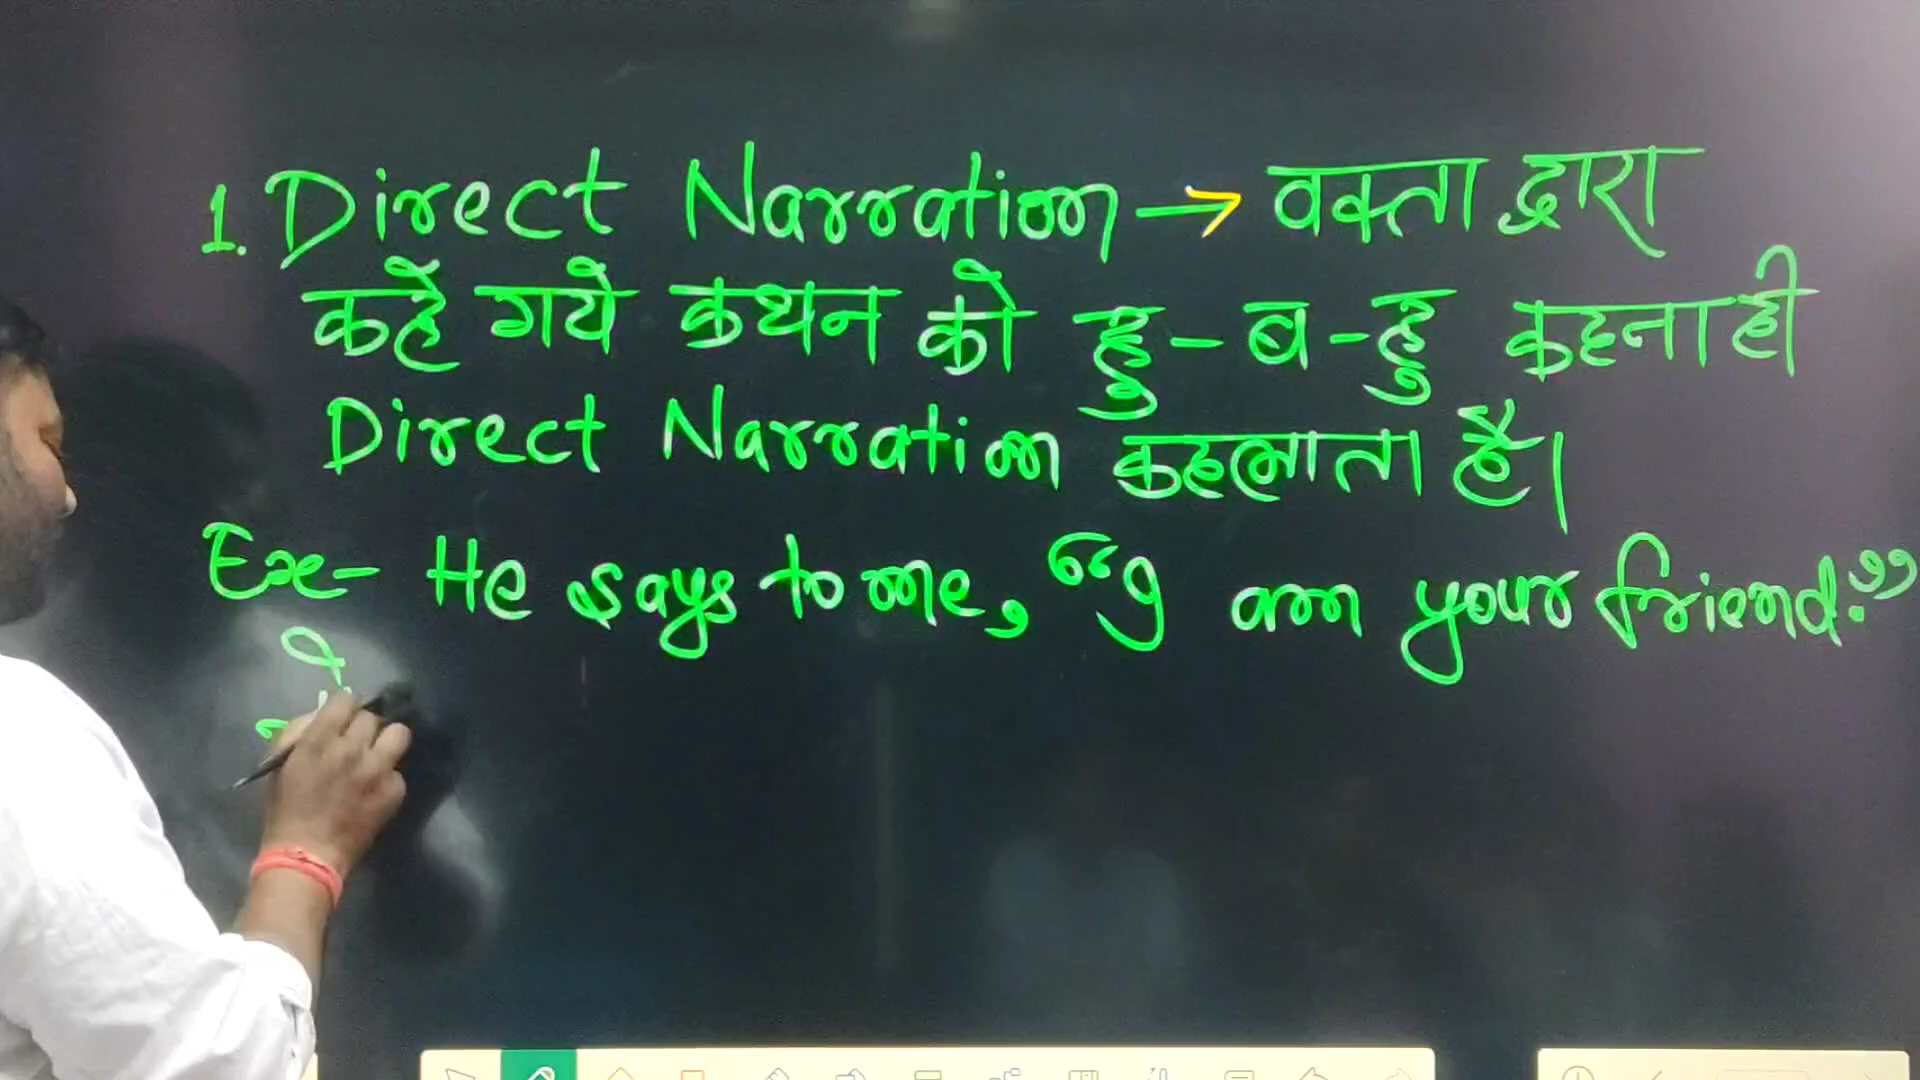 1. Direct Narration → वक्ता द्वारा
कहे गये कथन को हु-ब-हु कहना ही
Direct Narration कहलाता है।
Ex- He says to me, “I am your friend.”